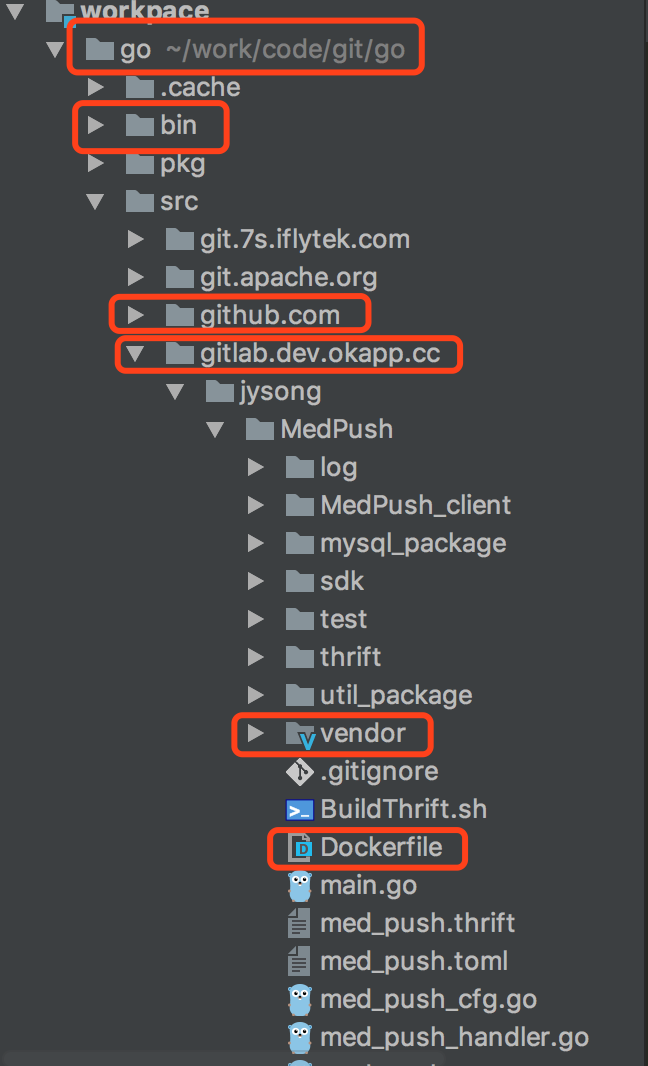 workpace
go ~/work/code/git/go
.cache
bin
pkg
src
git.7s.iflytek.com
git.apache.org
github.com
gitlab.dev.okapp.cc
jysong
MedPush
log
MedPush_client
mysql_package
sdk
test
thrift
util_package
vendor
.gitignore
BuildThrift.sh
Dockerfile
main.go
med_push.thrift
med_push.toml
med_push_cfg.go
med_push_handler.go